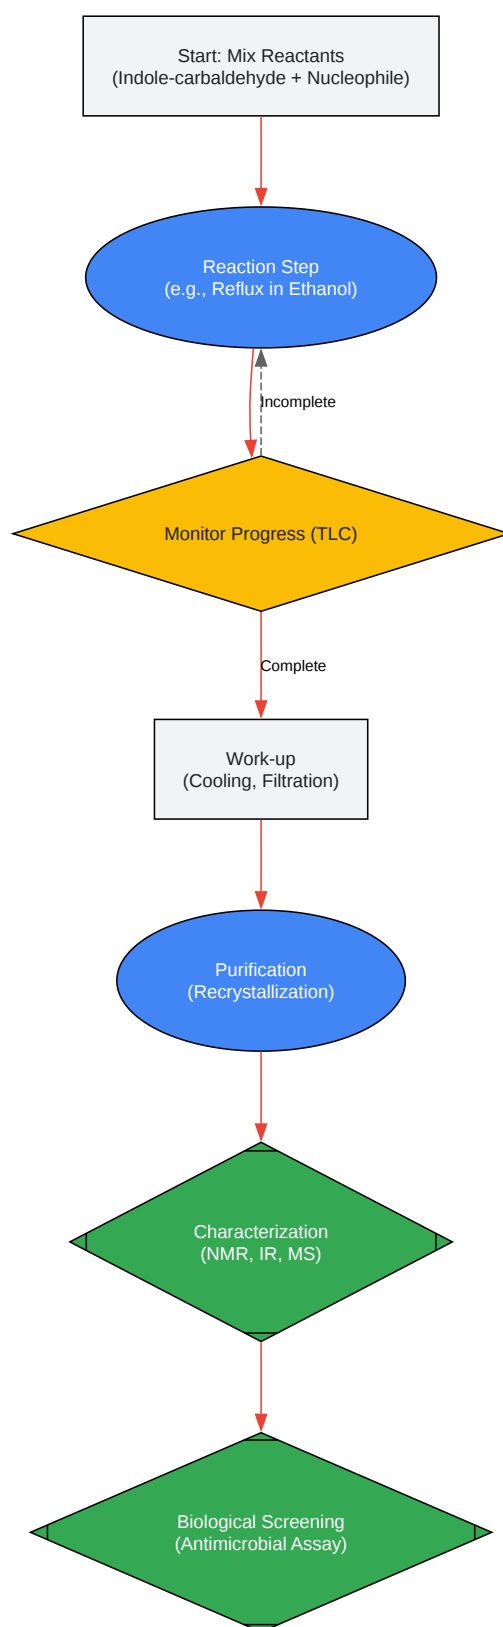 Start: Mix Reactants
(Indole-carbaldehyde + Nucleophile)
Reaction Step
(e.g., Reflux in Ethanol)
Incomplete
Monitor Progress (TLC)
Complete
Work-up
(Cooling, Filtration)
Purification
(Recrystallization)
Characterization
(NMR, IR, MS)
Biological Screening
(Antimicrobial Assay)